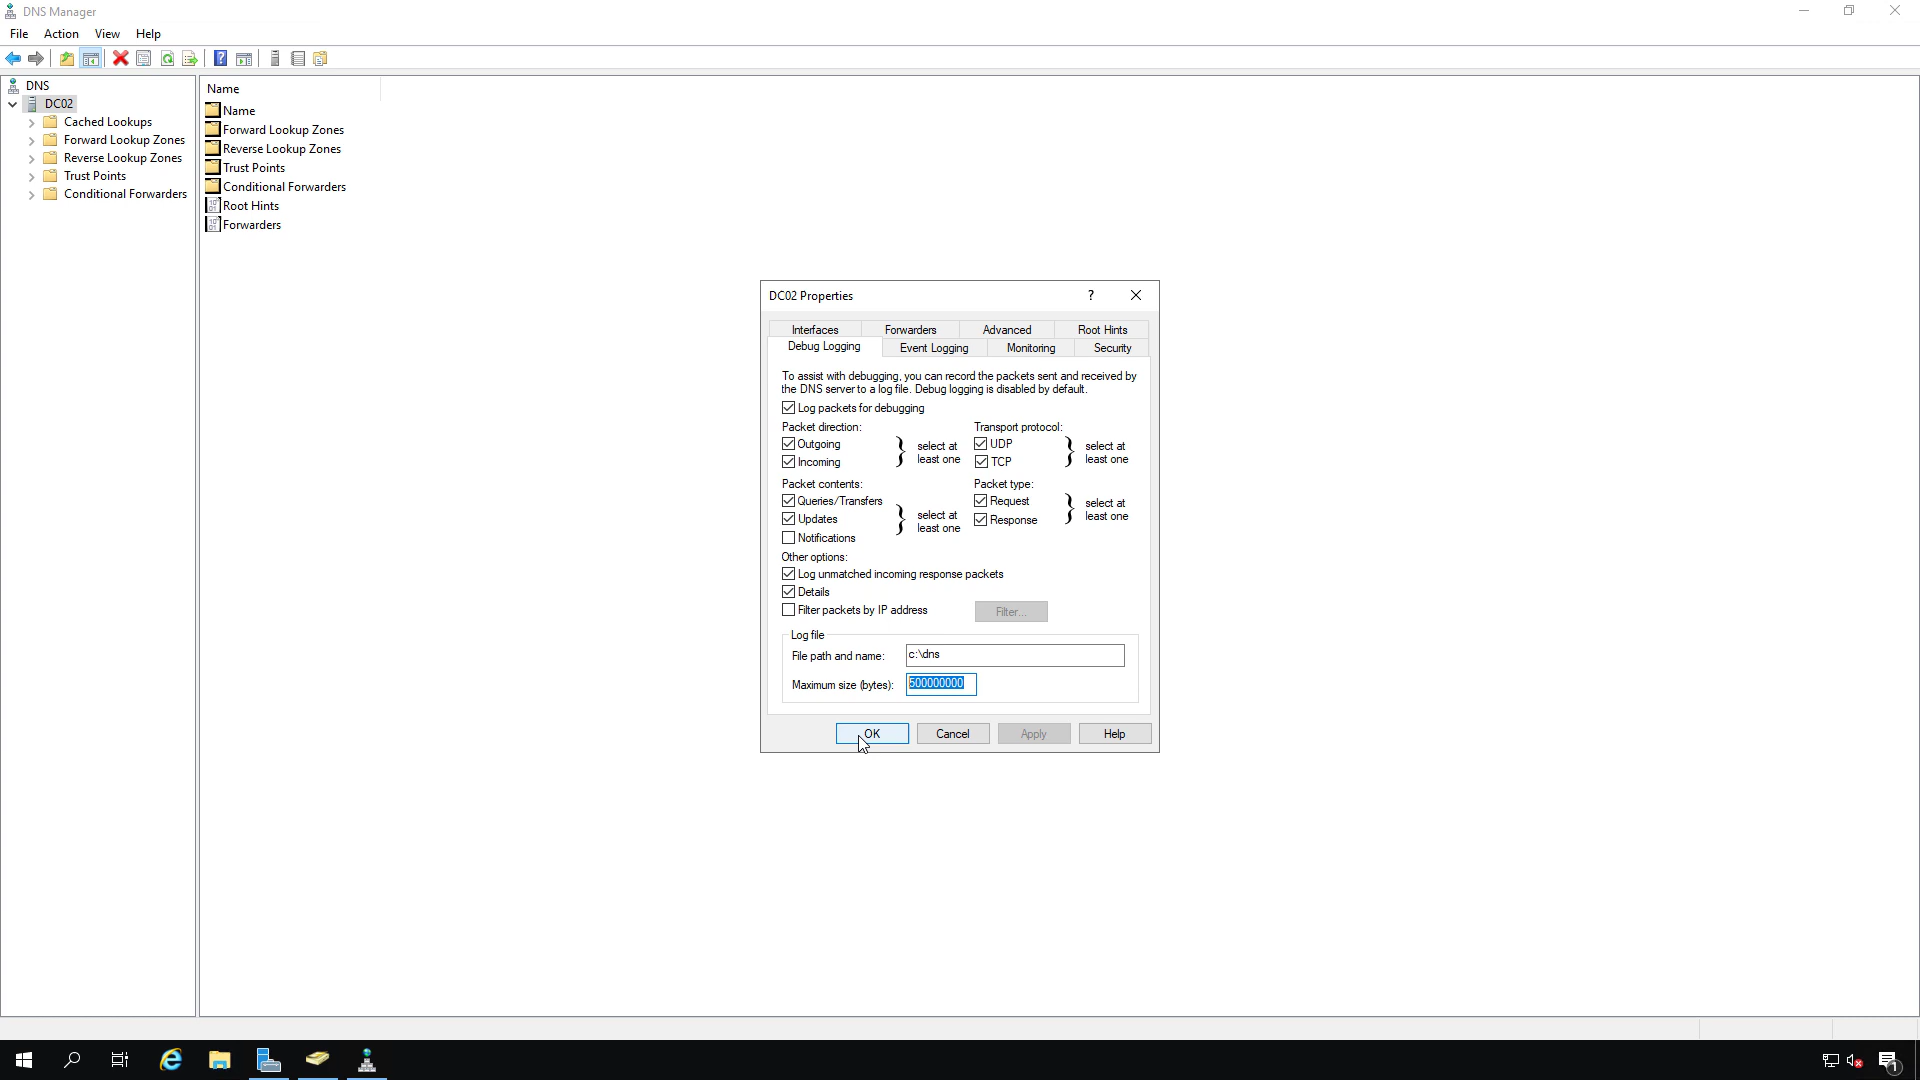 DNS Manager
File Action View Help
DNS
DC02
Cached Lookups
Forward Lookup Zones
Reverse Lookup Zones
Trust Points
Conditional Forwarders
Name
Name
Forward Lookup Zones
Reverse Lookup Zones
Trust Points
Conditional Forwarders
Root Hints
Forwarders
DC02 Properties
Interfaces Forwarders Advanced Root Hints
Debug Logging Event Logging Monitoring Security
To assist with debugging, you can record the packets sent and received by
the DNS server to a log file. Debug logging is disabled by default.
Log packets for debugging
Packet direction: Transport protocol:
Outgoing select at UDP select at
Incoming least one TCP least one
Packet contents: Packet type:
Queries/Transfers Request select at
Updates select at Response least one
Notifications least one
Other options:
Log unmatched incoming response packets
Details
Filter packets by IP address Filter...
Log file
File path and name: c:\dns
Maximum size (bytes): 500000000
OK Cancel Apply Help
1